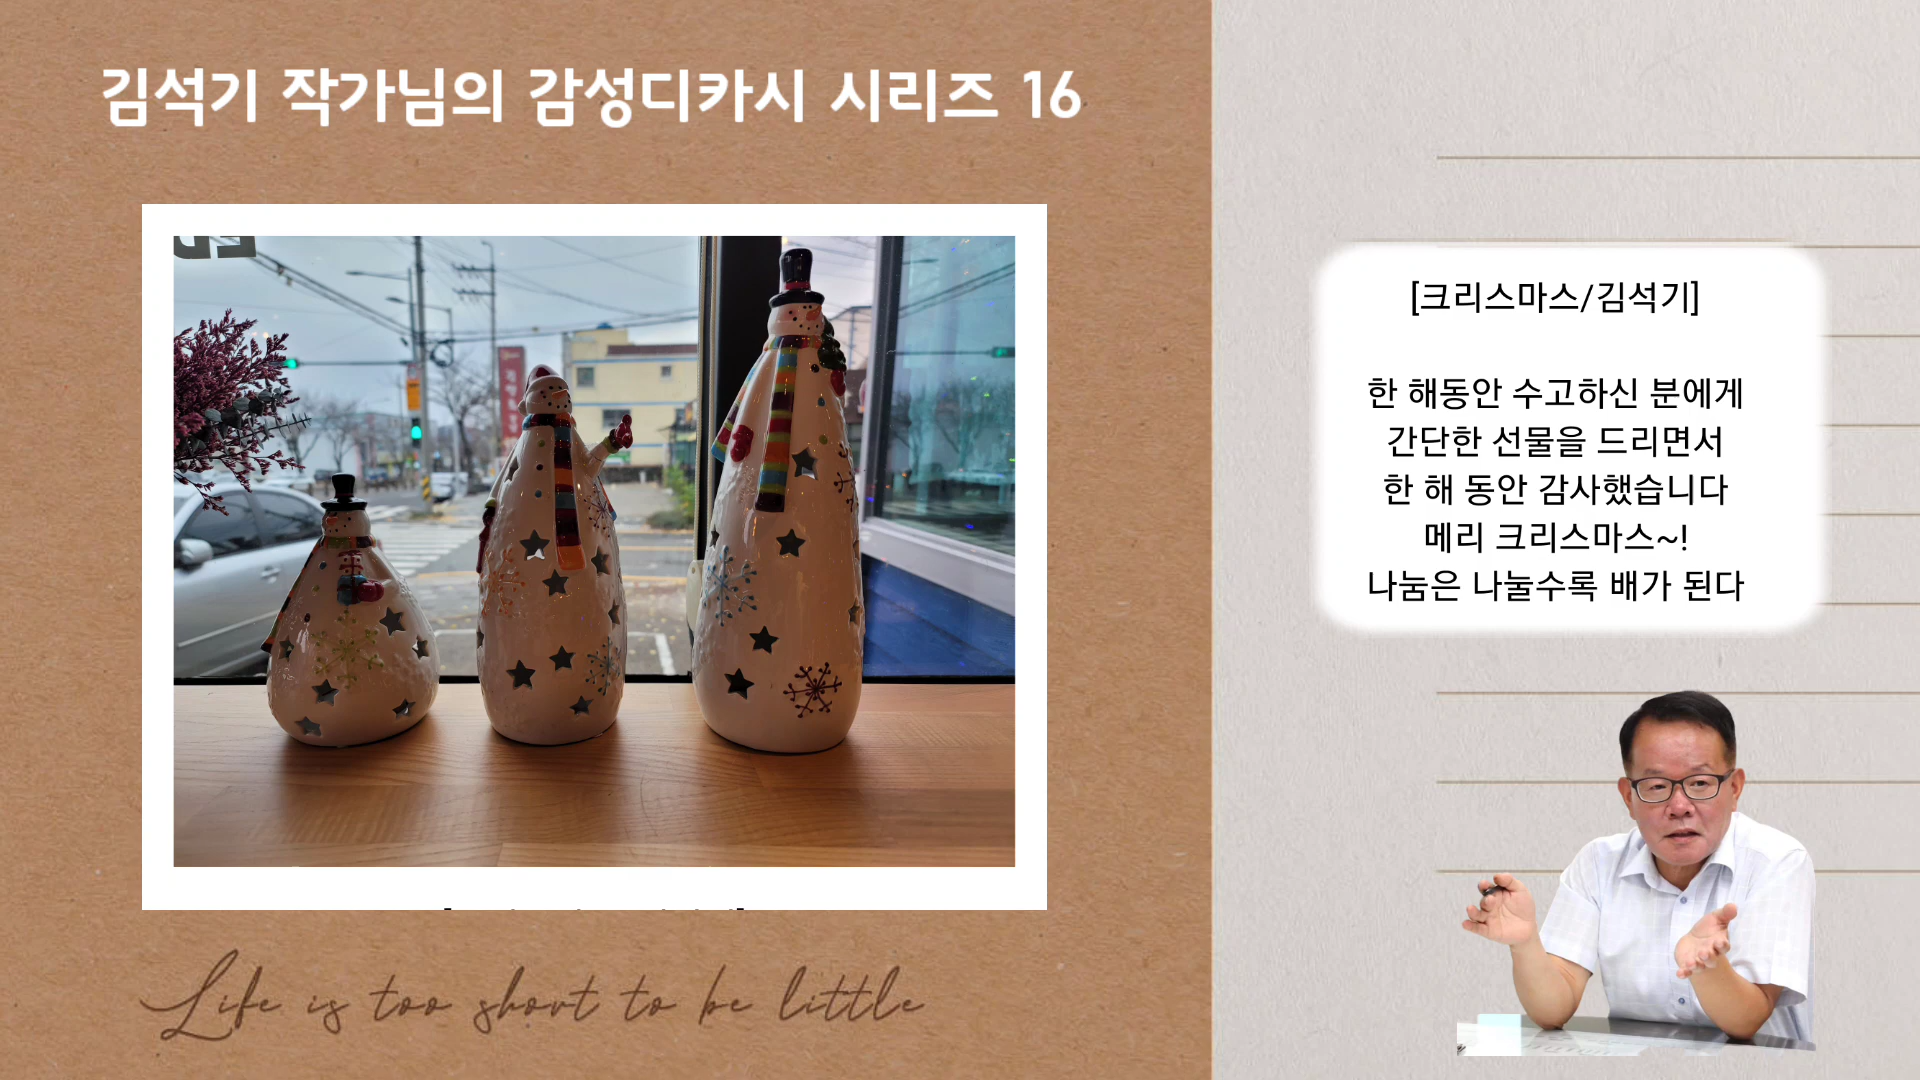 김석기 작가님의 감성디카시 시리즈 16
[크리스마스/김석기]
한 해동안 수고하신 분에게
간단한 선물을 드리면서
한 해 동안 감사했습니다
메리 크리스마스~!
나눔은 나눌수록 배가 된다
Life is too short to be little